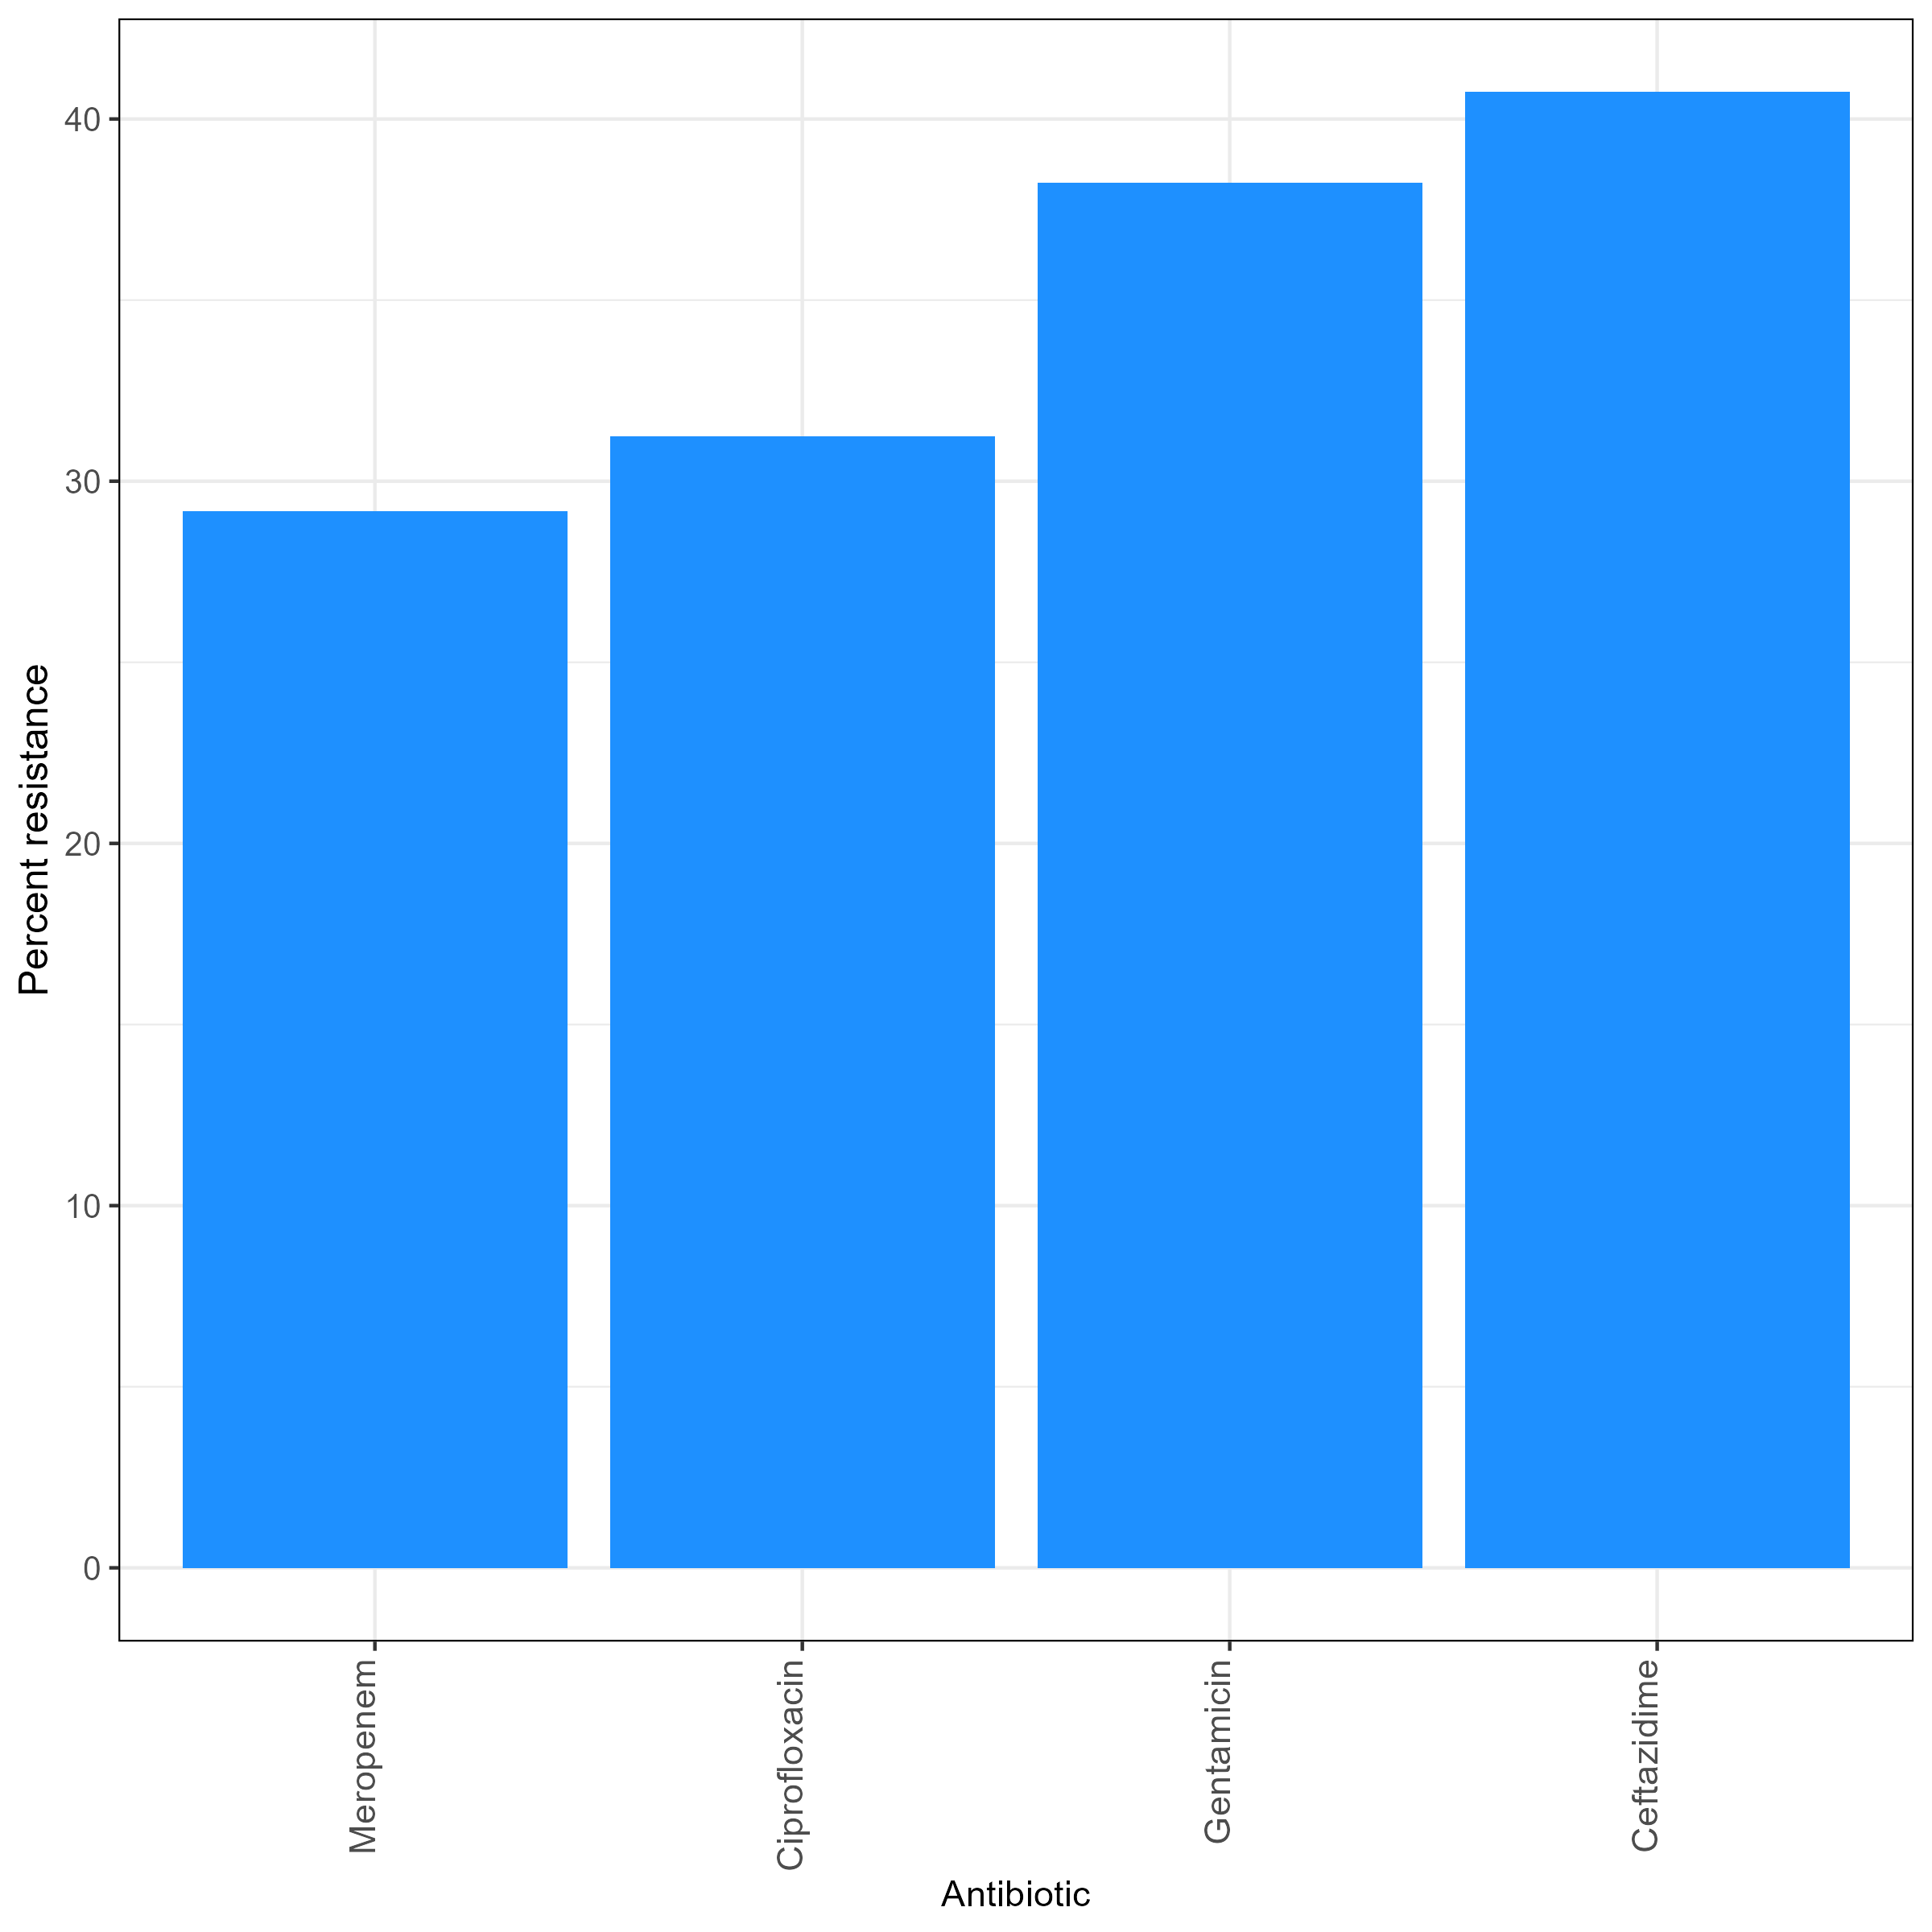 Percent resistance
40
30
20
10
0
Meropenem
Ciprofloxacin
Gentamicin
Ceftazidime
Antibiotic